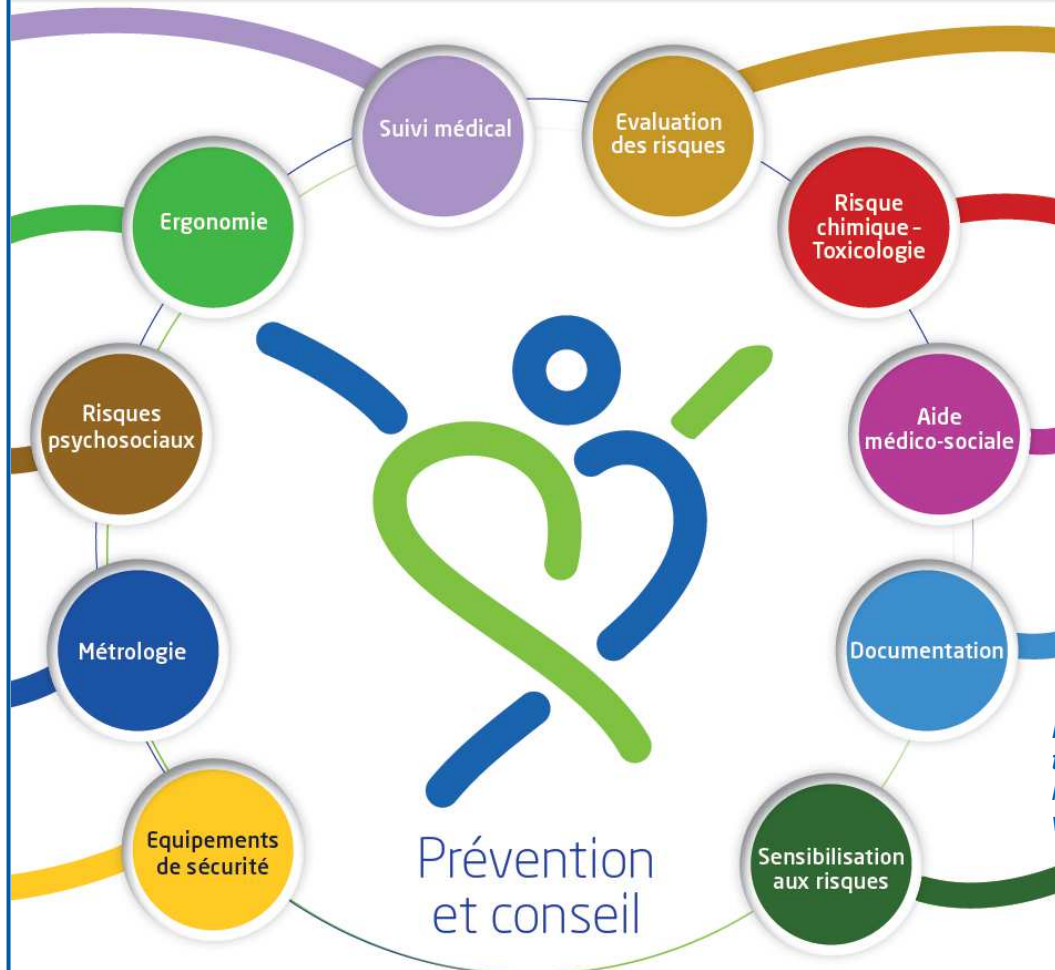 Suivi médical
Evaluation
des risques
Ergonomie
Risque
chimique –
Toxicologie
Risques
psychosociaux
Aide
médico-sociale
Métrologie
Documentation
Equipements
de sécurité
Prévention
et conseil
Sensibilisation
aux risques